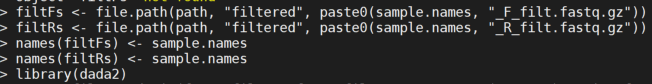 > filtFs <- file.path(path, "filtered", paste0(sample.names, "_F_filt.fastq.gz"))
> filtRs <- file.path(path, "filtered", paste0(sample.names, "_R_filt.fastq.gz"))
> names(filtFs) <- sample.names
> names(filtRs) <- sample.names
> library(dada2)